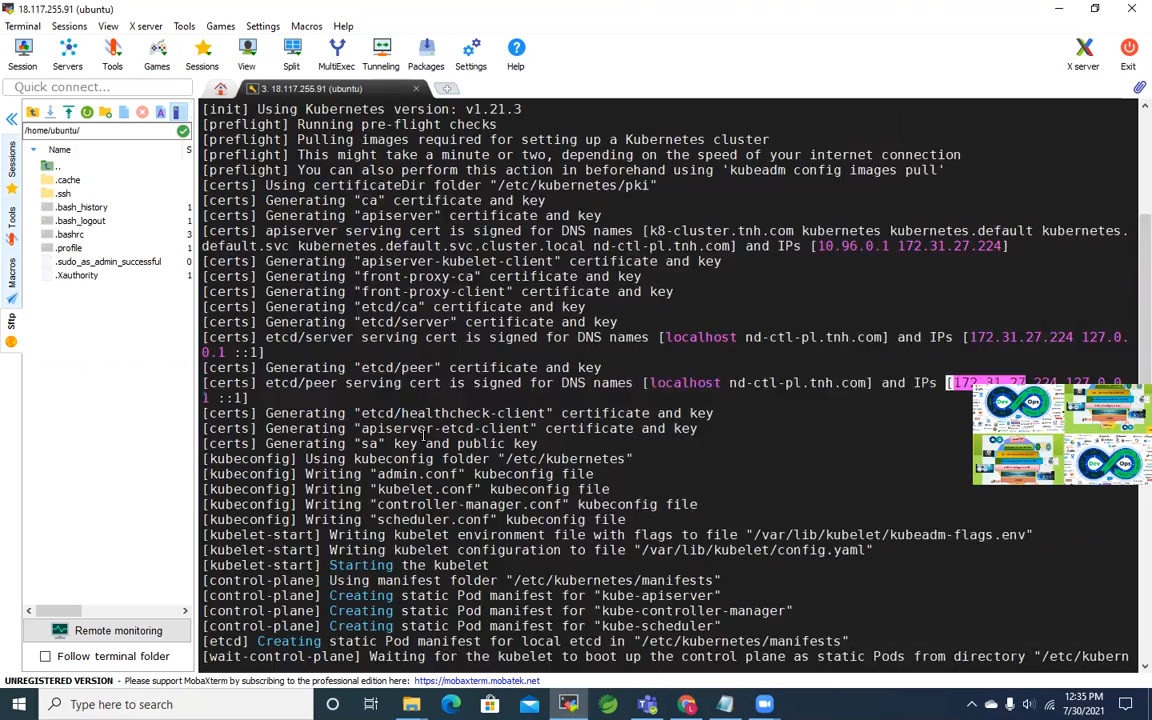 18.117.255.91 (ubuntu)
Terminal Sessions View X server Tools Games Settings Macros Help
Session Servers Tools Games Sessions View Split MultiExec Tunneling Packages Settings Help X server Exit
Quick connect...
3. 18.117.255.91 (ubuntu)
/home/ubuntu/
Name S
..
.cache
.ssh
.bash_history 1
.bash_logout 1
.bashrc 3
.profile 1
.sudo_as_admin_successful 0
.Xauthority 1
Sessions
Tools
Macros
Sftp
Remote monitoring
Follow terminal folder
[init] Using Kubernetes version: v1.21.3
[preflight] Running pre-flight checks
[preflight] Pulling images required for setting up a Kubernetes cluster
[preflight] This might take a minute or two, depending on the speed of your internet connection
[preflight] You can also perform this action in beforehand using 'kubeadm config images pull'
[certs] Using certificateDir folder "/etc/kubernetes/pki"
[certs] Generating "ca" certificate and key
[certs] Generating "apiserver" certificate and key
[certs] apiserver serving cert is signed for DNS names [k8-cluster.tnh.com kubernetes kubernetes.default kubernetes.
default.svc kubernetes.default.svc.cluster.local nd-ctl-pl.tnh.com] and IPs [10.96.0.1 172.31.27.224]
[certs] Generating "apiserver-kubelet-client" certificate and key
[certs] Generating "front-proxy-ca" certificate and key
[certs] Generating "front-proxy-client" certificate and key
[certs] Generating "etcd/ca" certificate and key
[certs] Generating "etcd/server" certificate and key
[certs] etcd/server serving cert is signed for DNS names [localhost nd-ctl-pl.tnh.com] and IPs [172.31.27.224 127.0.
0.1 ::1]
[certs] Generating "etcd/peer" certificate and key
[certs] etcd/peer serving cert is signed for DNS names [localhost nd-ctl-pl.tnh.com] and IPs [172.31.27.224 127.0.0.
1 ::1]
[certs] Generating "etcd/healthcheck-client" certificate and key
[certs] Generating "apiserver-etcd-client" certificate and key
[certs] Generating "sa" key and public key
[kubeconfig] Using kubeconfig folder "/etc/kubernetes"
[kubeconfig] Writing "admin.conf" kubeconfig file
[kubeconfig] Writing "kubelet.conf" kubeconfig file
[kubeconfig] Writing "controller-manager.conf" kubeconfig file
[kubeconfig] Writing "scheduler.conf" kubeconfig file
[kubelet-start] Writing kubelet environment file with flags to file "/var/lib/kubelet/kubeadm-flags.env"
[kubelet-start] Writing kubelet configuration to file "/var/lib/kubelet/config.yaml"
[kubelet-start] Starting the kubelet
[control-plane] Using manifest folder "/etc/kubernetes/manifests"
[control-plane] Creating static Pod manifest for "kube-apiserver"
[control-plane] Creating static Pod manifest for "kube-controller-manager"
[control-plane] Creating static Pod manifest for "kube-scheduler"
[etcd] Creating static Pod manifest for local etcd in "/etc/kubernetes/manifests"
[wait-control-plane] Waiting for the kubelet to boot up the control plane as static Pods from directory "/etc/kubern
Dev Ops
Dev Ops
UNREGISTERED VERSION - Please support MobaXterm by subscribing to the professional edition here: https://mobaxterm.mobatek.net
Type here to search
12:35 PM
7/30/2021